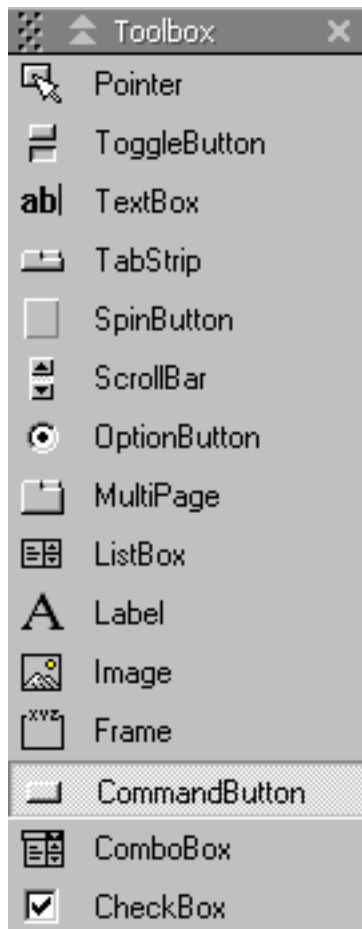 Toolbox
Pointer
ToggleButton
ab| TextBox
TabStrip
SpinButton
ScrollBar
OptionButton
MultiPage
ListBox
A Label
Image
xyz Frame
CommandButton
ComboBox
CheckBox